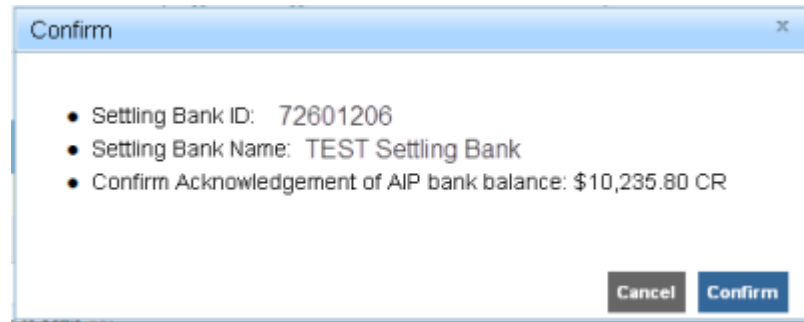 Confirm
x
• Settling Bank ID: 72601206
• Settling Bank Name: TEST Settling Bank
• Confirm Acknowledgement of AIP bank balance: $10,235.80 CR
Cancel Confirm